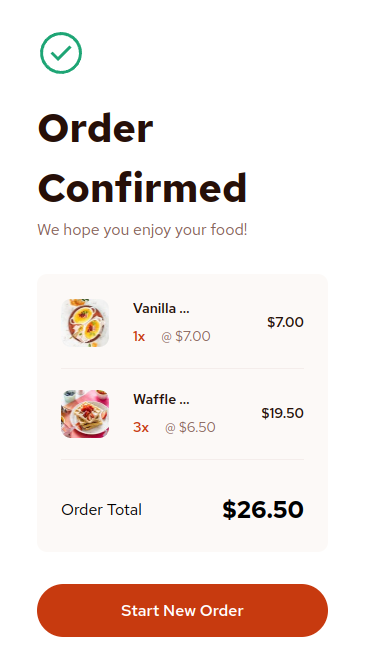 Order
Confirmed
We hope you enjoy your food!
Vanilla ...
1x @ $7.00
$7.00
Waffle ...
3x @ $6.50
$19.50
Order Total $26.50
Start New Order